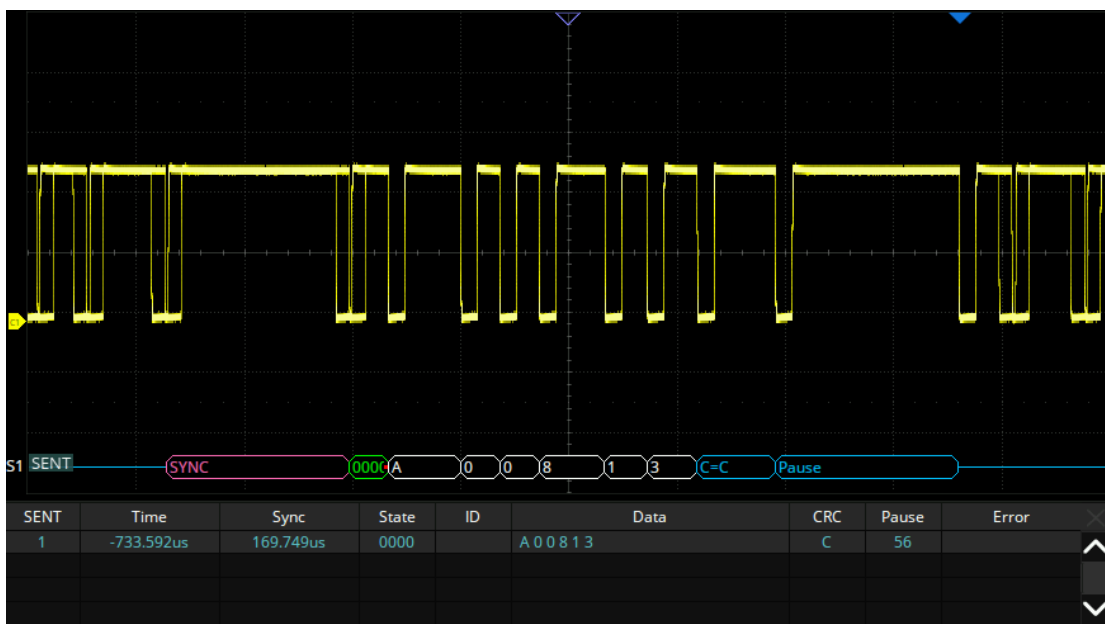 C1
S1 SENT SYNC 0000 A 0 0 8 1 3 C=C Pause
SENT Time Sync State ID Data CRC Pause Error
1 -733.592us 169.749us 0000 A 0 0 8 1 3 C 56